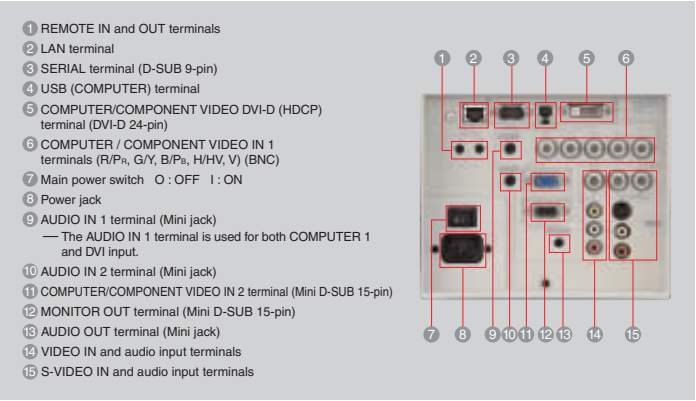 1 REMOTE IN and OUT terminals
2 LAN terminal
3 SERIAL terminal (D-SUB 9-pin)
4 USB (COMPUTER) terminal
5 COMPUTER/COMPONENT VIDEO DVI-D (HDCP)
terminal (DVI-D 24-pin)
6 COMPUTER / COMPONENT VIDEO IN 1
terminals (R/PR, G/Y, B/PB, H/HV, V) (BNC)
7 Main power switch O : OFF I : ON
8 Power jack
9 AUDIO IN 1 terminal (Mini jack)
— The AUDIO IN 1 terminal is used for both COMPUTER 1
and DVI input.
10 AUDIO IN 2 terminal (Mini jack)
11 COMPUTER/COMPONENT VIDEO IN 2 terminal (Mini D-SUB 15-pin)
12 MONITOR OUT terminal (Mini D-SUB 15-pin)
13 AUDIO OUT terminal (Mini jack)
14 VIDEO IN and audio input terminals
15 S-VIDEO IN and audio input terminals
1 2 3 4 5 6
7 8 9 10 11 12 13 14 15